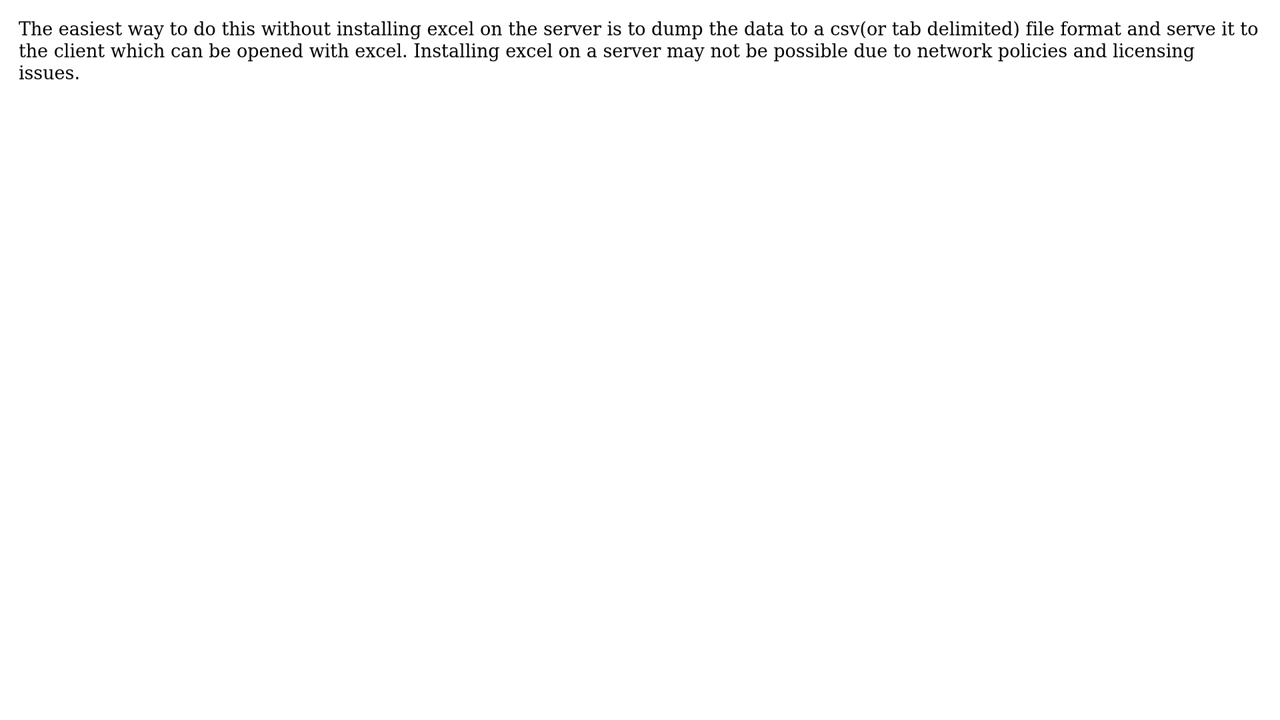 The easiest way to do this without installing excel on the server is to dump the data to a csv(or tab delimited) file format and serve it to
the client which can be opened with excel. Installing excel on a server may not be possible due to network policies and licensing
issues.